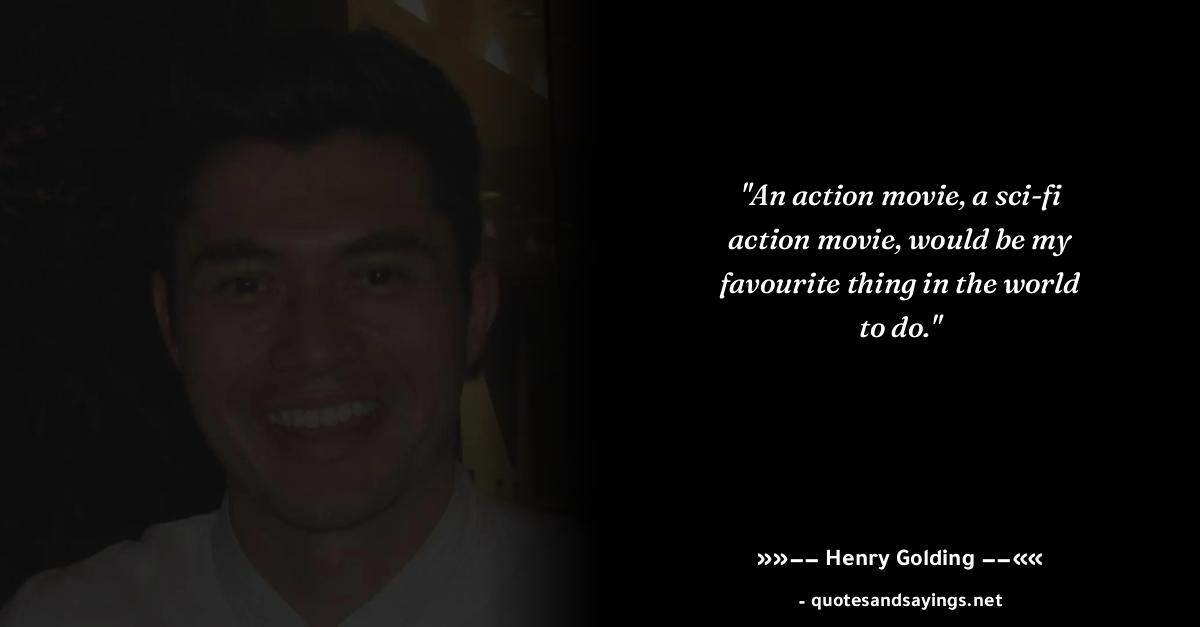 "An action movie, a sci-fi
action movie, would be my
favourite thing in the world
to do."
»»−− Henry Golding −−««
- quotesandsayings.net